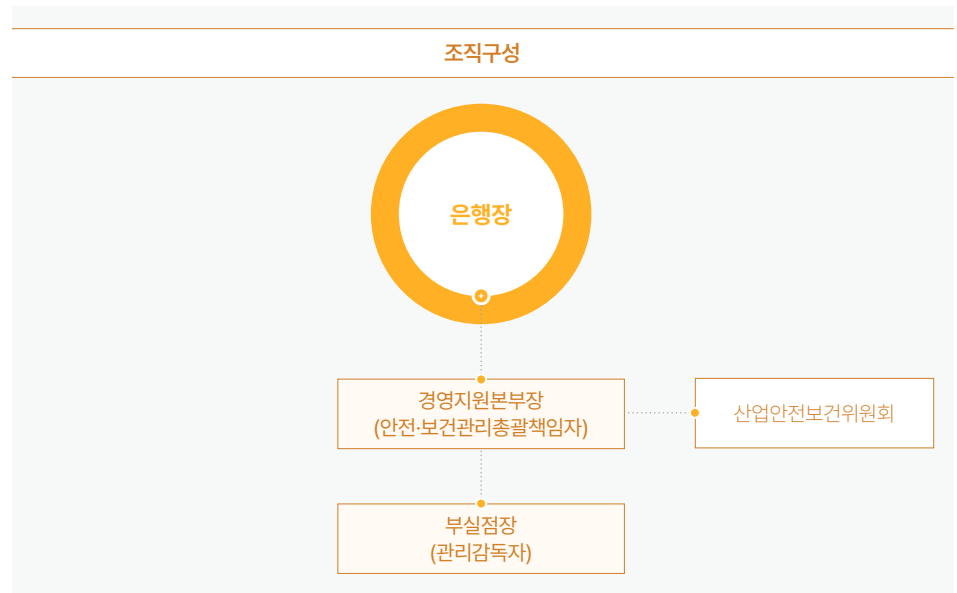 조직구성
은행장
경영지원본부장
(안전·보건관리총괄책임자)
산업안전보건위원회
부실점장
(관리감독자)